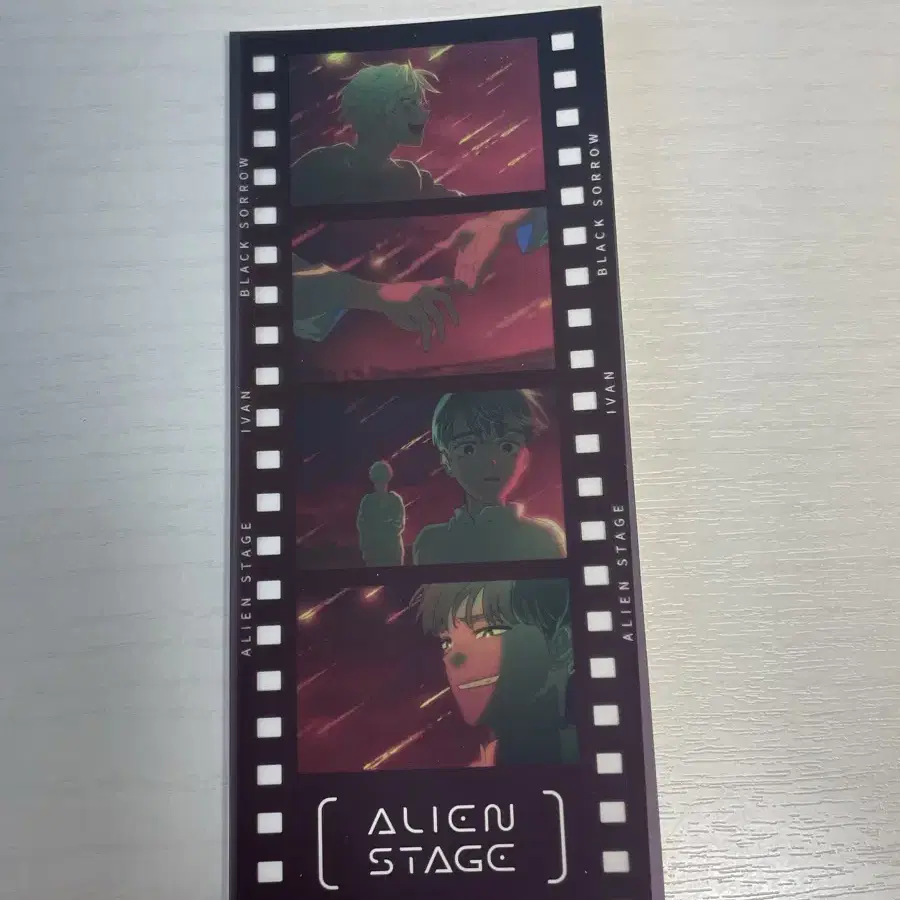 BLACK SORROW
IVAN
ALIEN STAGE
BLACK SORROW
IVAN
ALIEN STAGE
ALIEN
STAGE